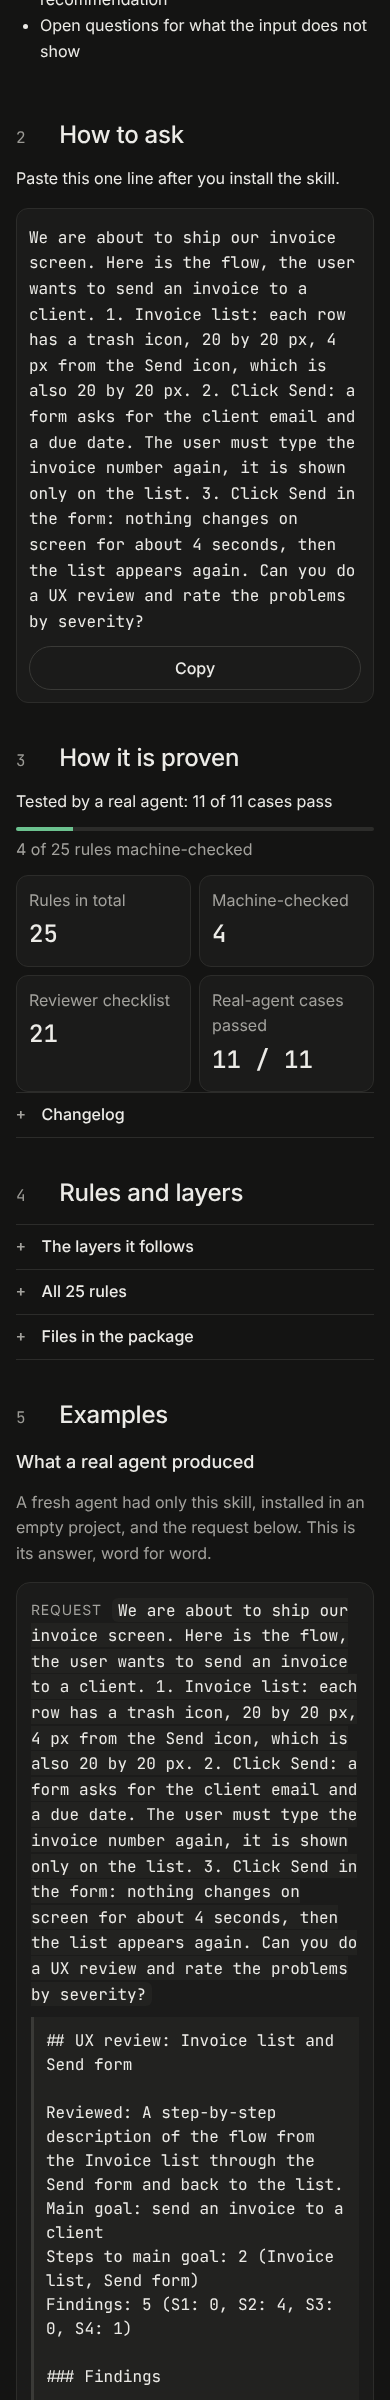 recommendation
• Open questions for what the input does not
show
2 How to ask
Paste this one line after you install the skill.
We are about to ship our invoice
screen. Here is the flow, the user
wants to send an invoice to a
client. 1. Invoice list: each row
has a trash icon, 20 by 20 px, 4
px from the Send icon, which is
also 20 by 20 px. 2. Click Send: a
form asks for the client email and
a due date. The user must type the
invoice number again, it is shown
only on the list. 3. Click Send in
the form: nothing changes on
screen for about 4 seconds, then
the list appears again. Can you do
a UX review and rate the problems
by severity?
Copy
3 How it is proven
Tested by a real agent: 11 of 11 cases pass
4 of 25 rules machine-checked
Rules in total
25
Machine-checked
4
Reviewer checklist
21
Real-agent cases
passed
11 / 11
+ Changelog
4 Rules and layers
+ The layers it follows
+ All 25 rules
+ Files in the package
5 Examples
What a real agent produced
A fresh agent had only this skill, installed in an
empty project, and the request below. This is
its answer, word for word.
REQUEST We are about to ship our
invoice screen. Here is the flow,
the user wants to send an invoice
to a client. 1. Invoice list: each
row has a trash icon, 20 by 20 px,
4 px from the Send icon, which is
also 20 by 20 px. 2. Click Send: a
form asks for the client email and
a due date. The user must type the
invoice number again, it is shown
only on the list. 3. Click Send in
the form: nothing changes on
screen for about 4 seconds, then
the list appears again. Can you do
a UX review and rate the problems
by severity?
## UX review: Invoice list and
Send form
Reviewed: A step-by-step
description of the flow from
the Invoice list through the
Send form and back to the list.
Main goal: send an invoice to a
client
Steps to main goal: 2 (Invoice
list, Send form)
Findings: 5 (S1: 0, S2: 4, S3:
0, S4: 1)
### Findings